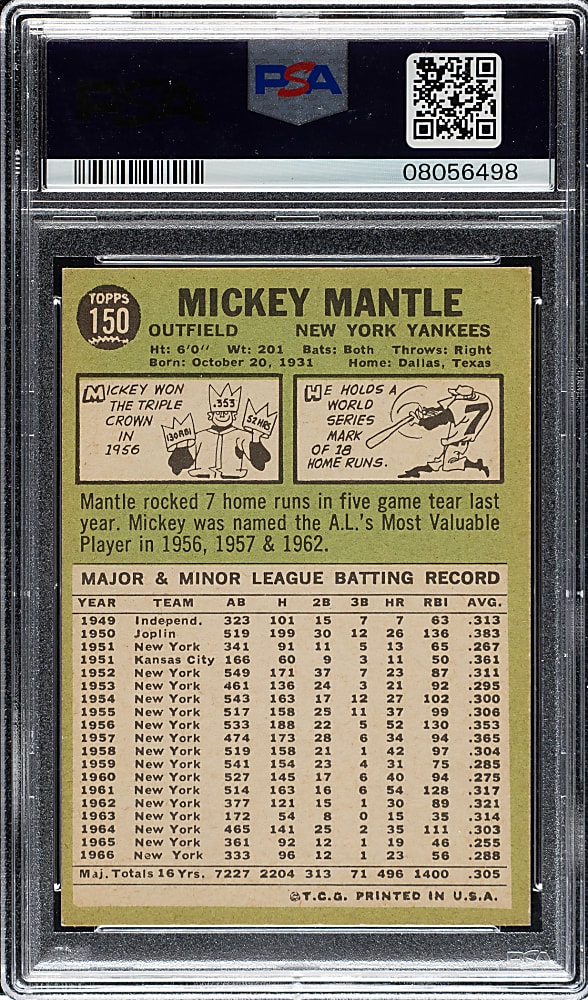 PSA
PSA
08056498
TOPPS
150
MICKEY MANTLE
OUTFIELD NEW YORK YANKEES
Ht: 6'0" Wt: 201 Bats: Both Throws: Right
Born: October 20, 1931 Home: Dallas, Texas
MICKEY WON
THE TRIPLE
CROWN
IN
1956
130 RBI
.353
52 HRS
HE HOLDS A
WORLD
SERIES
MARK
OF 18
HOME RUNS.
7
Mantle rocked 7 home runs in five game tear last
year. Mickey was named the A.L.'s Most Valuable
Player in 1956, 1957 & 1962.
MAJOR & MINOR LEAGUE BATTING RECORD
YEAR TEAM AB H 2B 3B HR RBI AVG.
1949 Independ. 323 101 15 7 7 63 .313
1950 Joplin 519 199 30 12 26 136 .383
1951 New York 341 91 11 5 13 65 .267
1951 Kansas City 166 60 9 3 11 50 .361
1952 New York 549 171 37 7 23 87 .311
1953 New York 461 136 24 3 21 92 .295
1954 New York 543 163 17 12 27 102 .300
1955 New York 517 158 25 11 37 99 .306
1956 New York 533 188 22 5 52 130 .353
1957 New York 474 173 28 6 34 94 .365
1958 New York 519 158 21 1 42 97 .304
1959 New York 541 154 23 4 31 75 .285
1960 New York 527 145 17 6 40 94 .275
1961 New York 514 163 16 6 54 128 .317
1962 New York 377 121 15 1 30 89 .321
1963 New York 172 54 8 0 15 35 .314
1964 New York 465 141 25 2 35 111 .303
1965 New York 361 92 12 1 19 46 .255
1966 New York 333 96 12 1 23 56 .288
Maj. Totals 16 Yrs. 7227 2204 313 71 496 1400 .305
©T.C.G. PRINTED IN U.S.A.
PSA